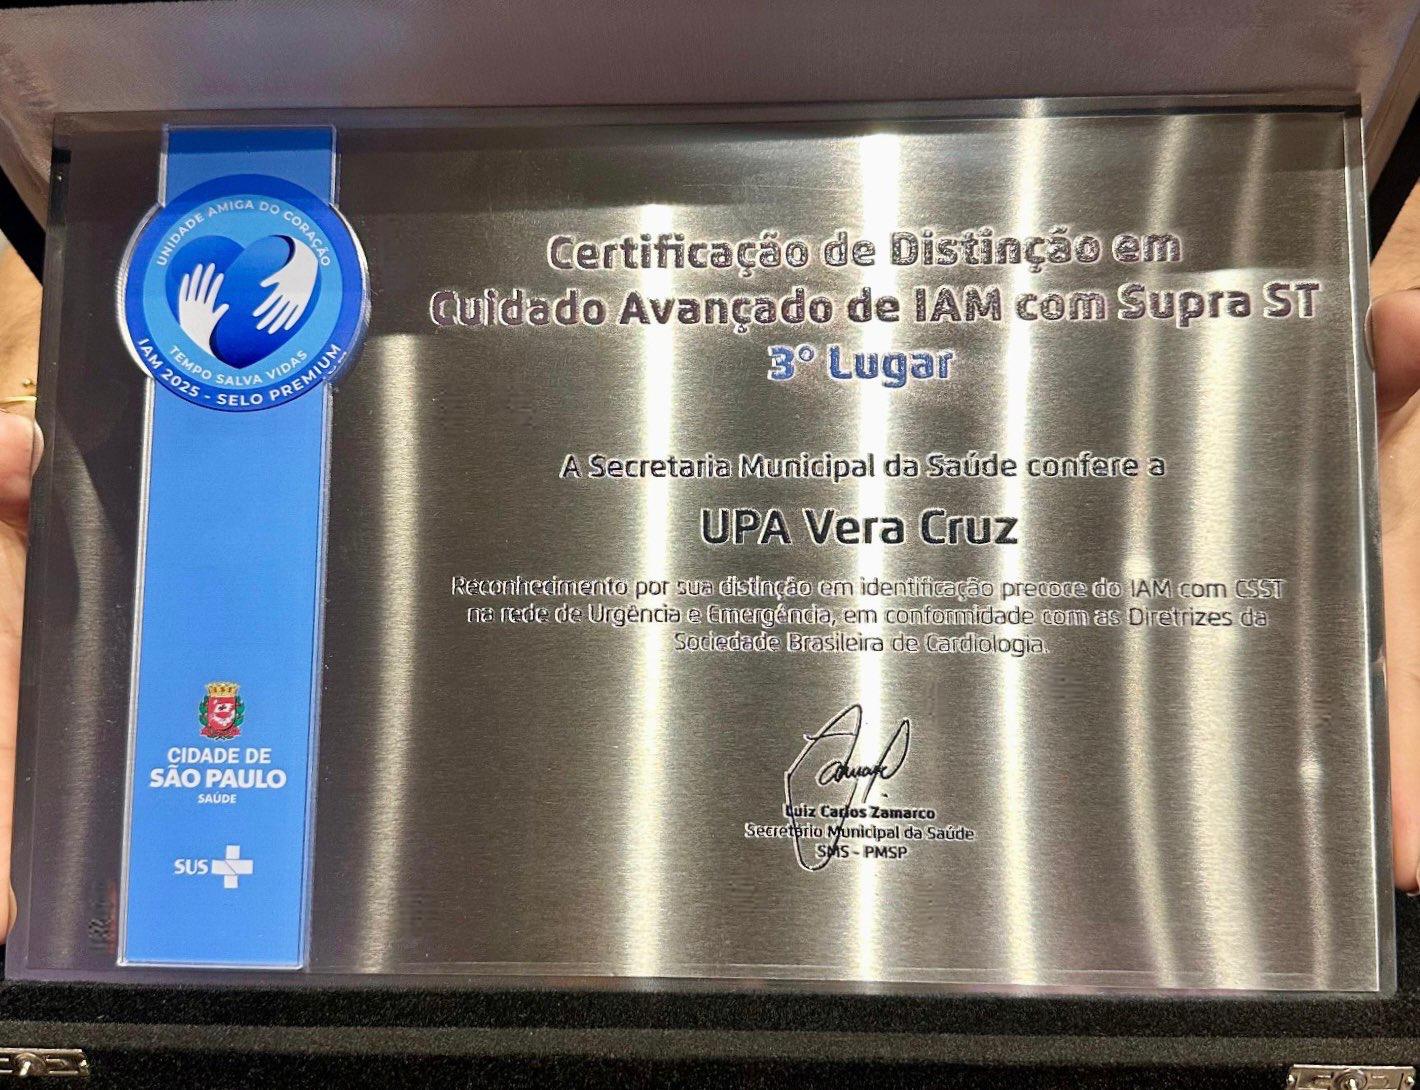 UNIDADE AMIGA DO CORAÇÃO
TEMPO SALVA VIDAS
IAM 2025 - SELO PREMIUM
CIDADE DE
SÃO PAULO
SAÚDE
SUS
Certificação de Distinção em
Cuidado Avançado de IAM com Supra ST
3° Lugar
A Secretaria Municipal da Saúde confere a
UPA Vera Cruz
Reconhecimento por sua distinção em identificação precoce do IAM com CSST
na rede de Urgência e Emergência, em conformidade com as Diretrizes da
Sociedade Brasileira de Cardiologia.
Luiz Carlos Zamarco
Secretário Municipal da Saúde
SMS - PMSP